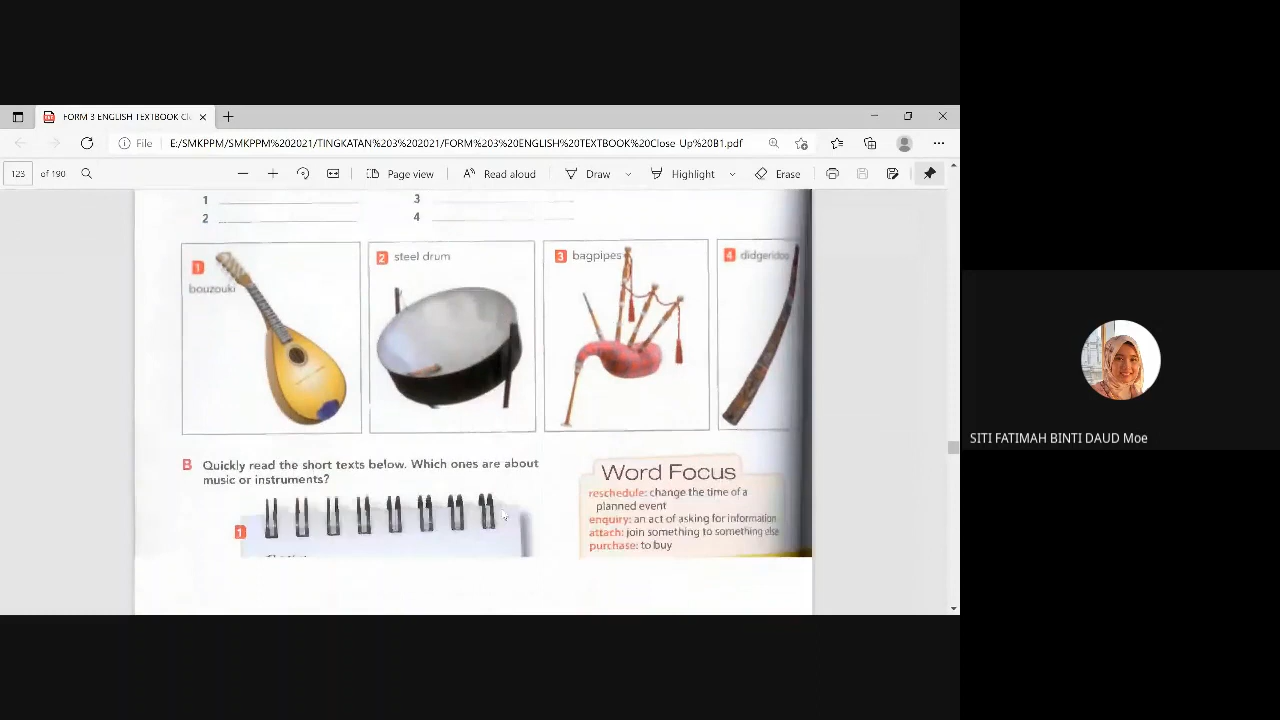 FORM 3 ENGLISH TEXTBOOK
File E:/SMKPPM/SMKPPM%202021/TINGKATAN%203%202021/FORM%203%20ENGLISH%20TEXTBOOK%20Close Up%20B1.pdf
123 of 190 Page view Read aloud Draw Highlight Erase
1 3
2 4
1 bouzouki
2 steel drum
3 bagpipes
4 didgeridoo
B Quickly read the short texts below. Which ones are about
music or instruments?
1
Word Focus
reschedule: change the time of a
planned event
enquiry: an act of asking for information
attach: join something to something else
purchase: to buy
SITI FATIMAH BINTI DAUD Moe